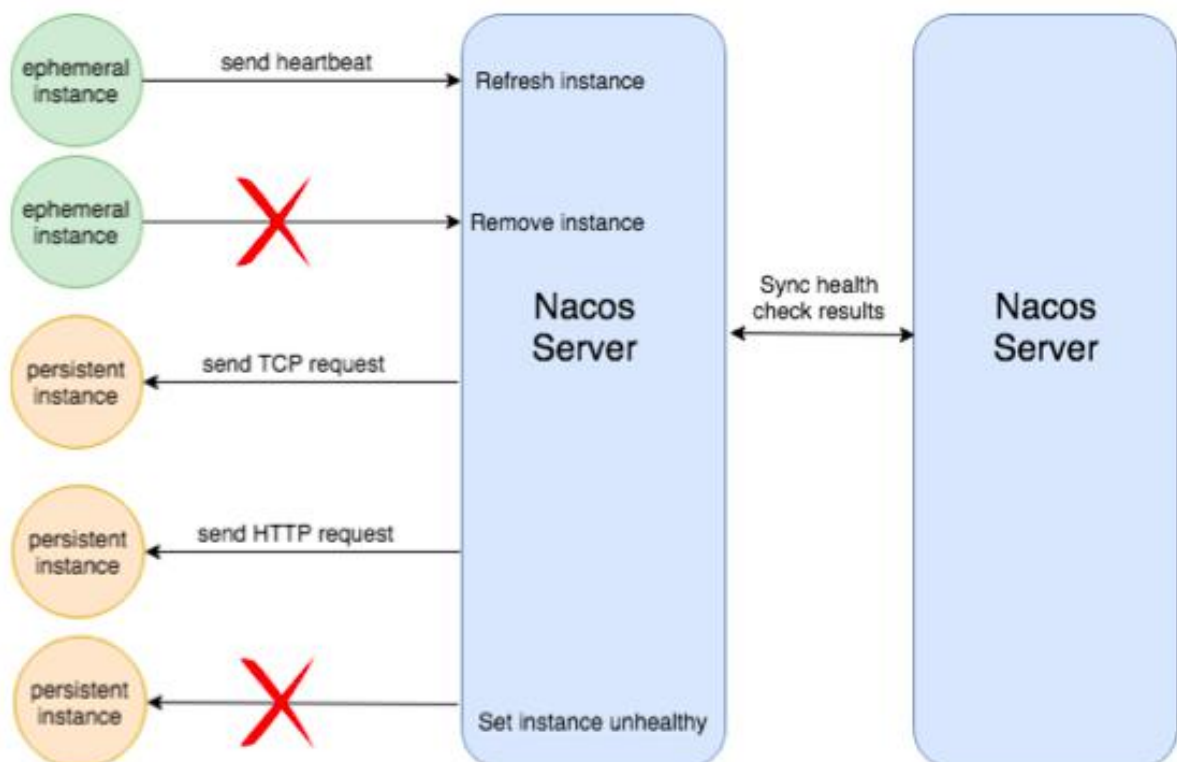 ephemeral
instance
send heartbeat
Refresh instance
ephemeral
instance
Remove instance
Nacos
Server
Sync health
check results
Nacos
Server
persistent
instance
send TCP request
persistent
instance
send HTTP request
persistent
instance
Set instance unhealthy